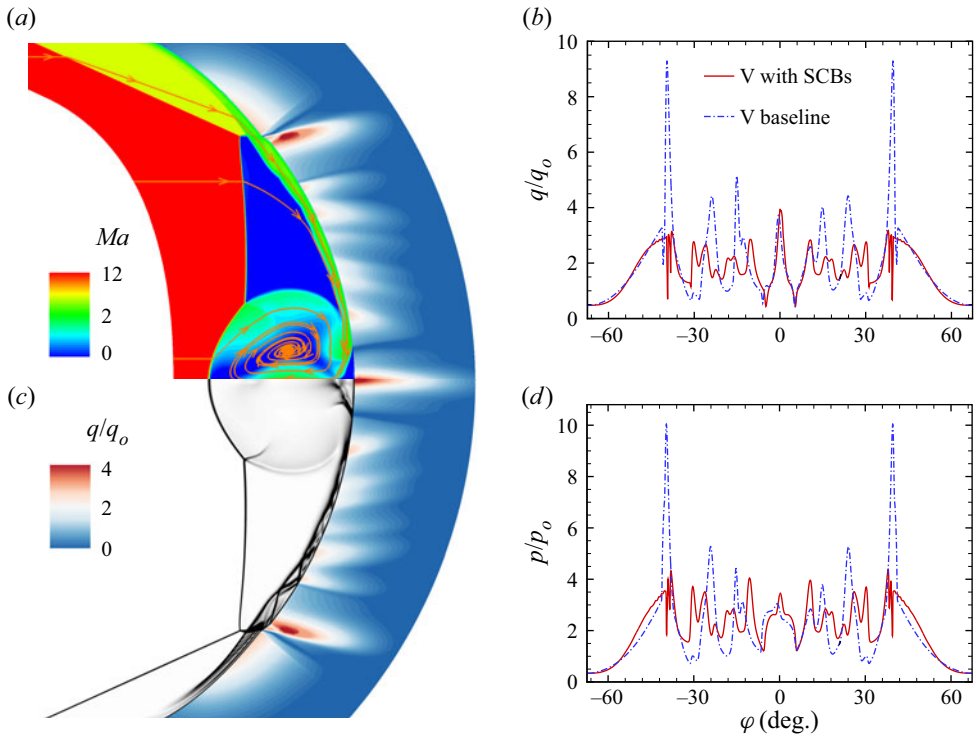 (a)
Ma
12
2
0
(c)
q/q_o
4
2
0
(b)
10
8
6
4
2
0
q/q_o
V with SCBs
V baseline
−60 −30 0 30 60
(d)
10
8
6
4
2
0
p/p_o
−60 −30 0 30 60
φ (deg.)